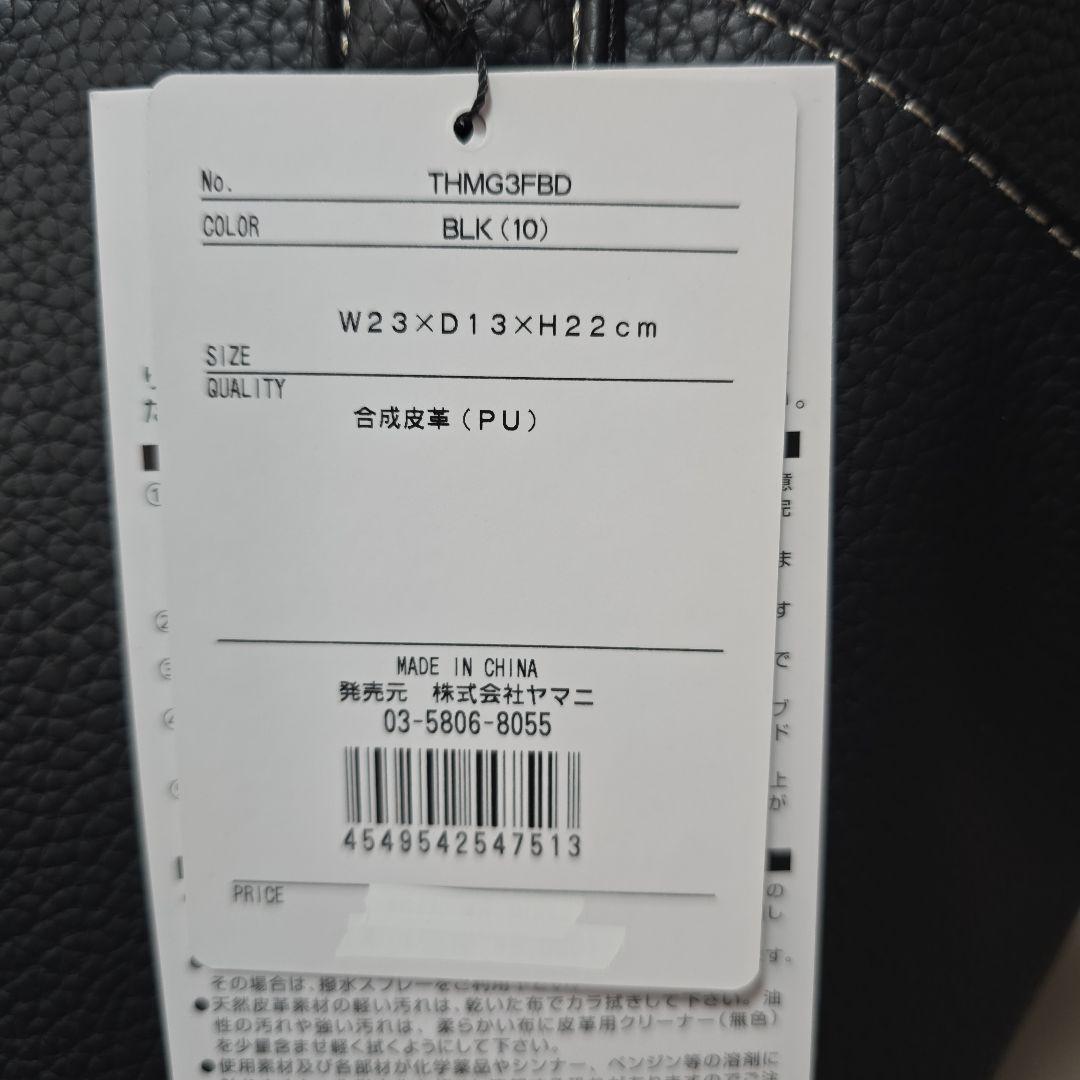 No. THMG3FBD
COLOR BLK(10)
W23×D13×H22cm
SIZE
QUALITY
合成皮革(PU)
MADE IN CHINA
発売元 株式会社ヤマニ
03-5806-8055
4549542547513
PRICE
その場合は、撥水スプレーをご利用
●天然皮革素材の軽い汚れは、乾いた布でカラ拭きして下さい。油
性の汚れや強い汚れは、柔らかい布に皮革用クリーナー(無色)
を少量含ませ軽く拭くようにして下さい。
●使用素材及び各部材が化学薬品やシンナー、ベンジン等の溶剤に